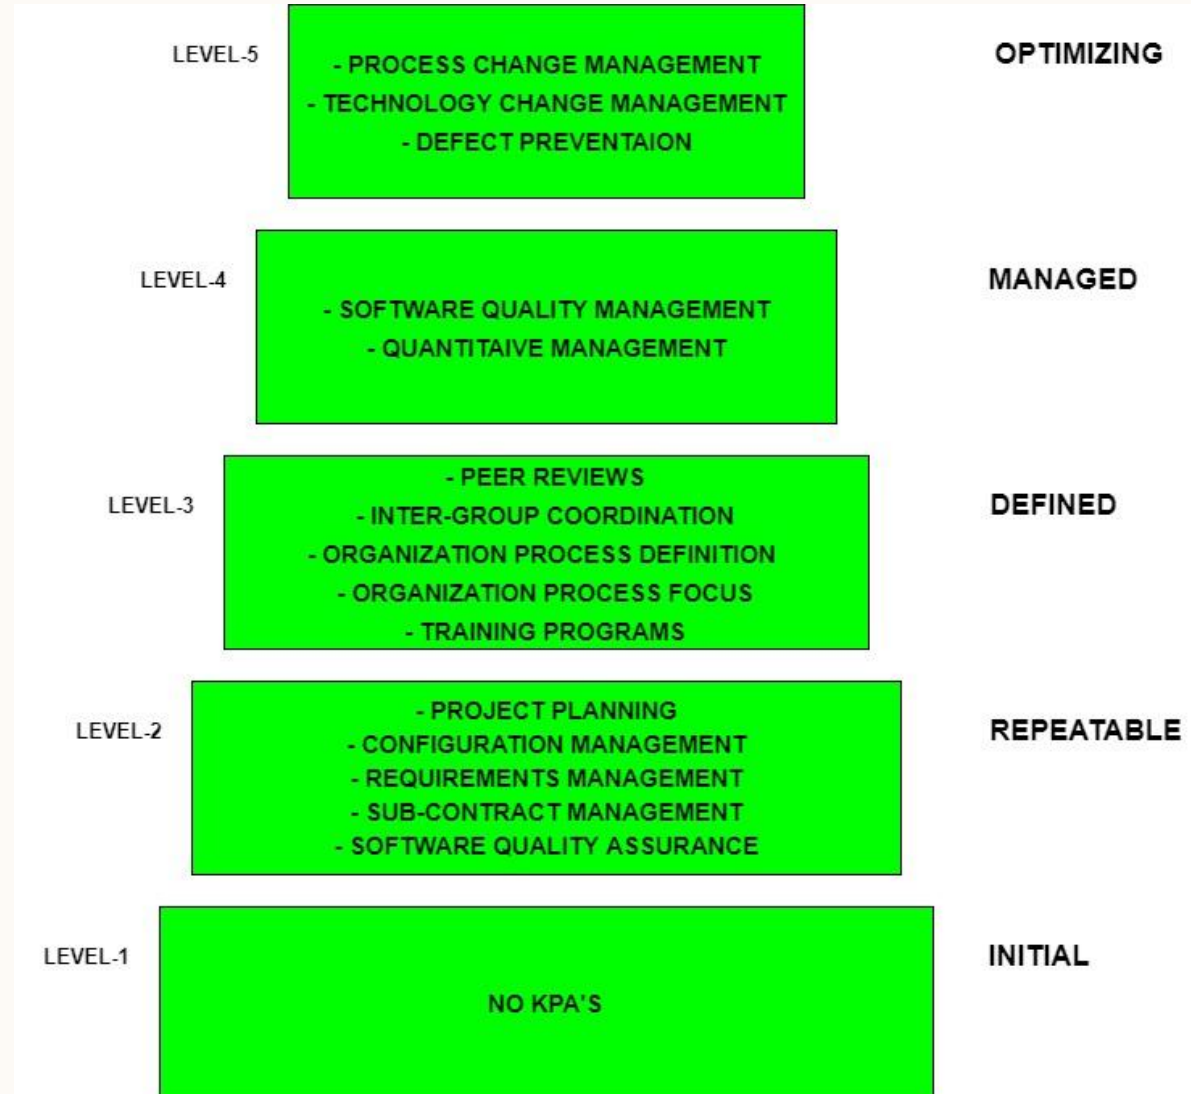 LEVEL-5
OPTIMIZING
- PROCESS CHANGE MANAGEMENT
- TECHNOLOGY CHANGE MANAGEMENT
- DEFECT PREVENTAION
LEVEL-4
MANAGED
- SOFTWARE QUALITY MANAGEMENT
- QUANTITAIVE MANAGEMENT
LEVEL-3
DEFINED
- PEER REVIEWS
- INTER-GROUP COORDINATION
- ORGANIZATION PROCESS DEFINITION
- ORGANIZATION PROCESS FOCUS
- TRAINING PROGRAMS
LEVEL-2
REPEATABLE
- PROJECT PLANNING
- CONFIGURATION MANAGEMENT
- REQUIREMENTS MANAGEMENT
- SUB-CONTRACT MANAGEMENT
- SOFTWARE QUALITY ASSURANCE
LEVEL-1
INITIAL
NO KPA'S